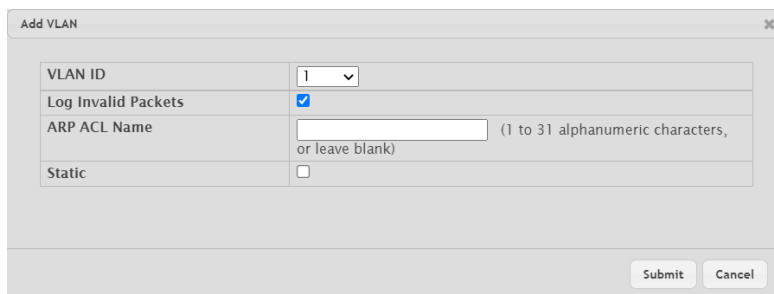 Add VLAN
VLAN ID 1
Log Invalid Packets
ARP ACL Name (1 to 31 alphanumeric characters,
or leave blank)
Static
Submit Cancel